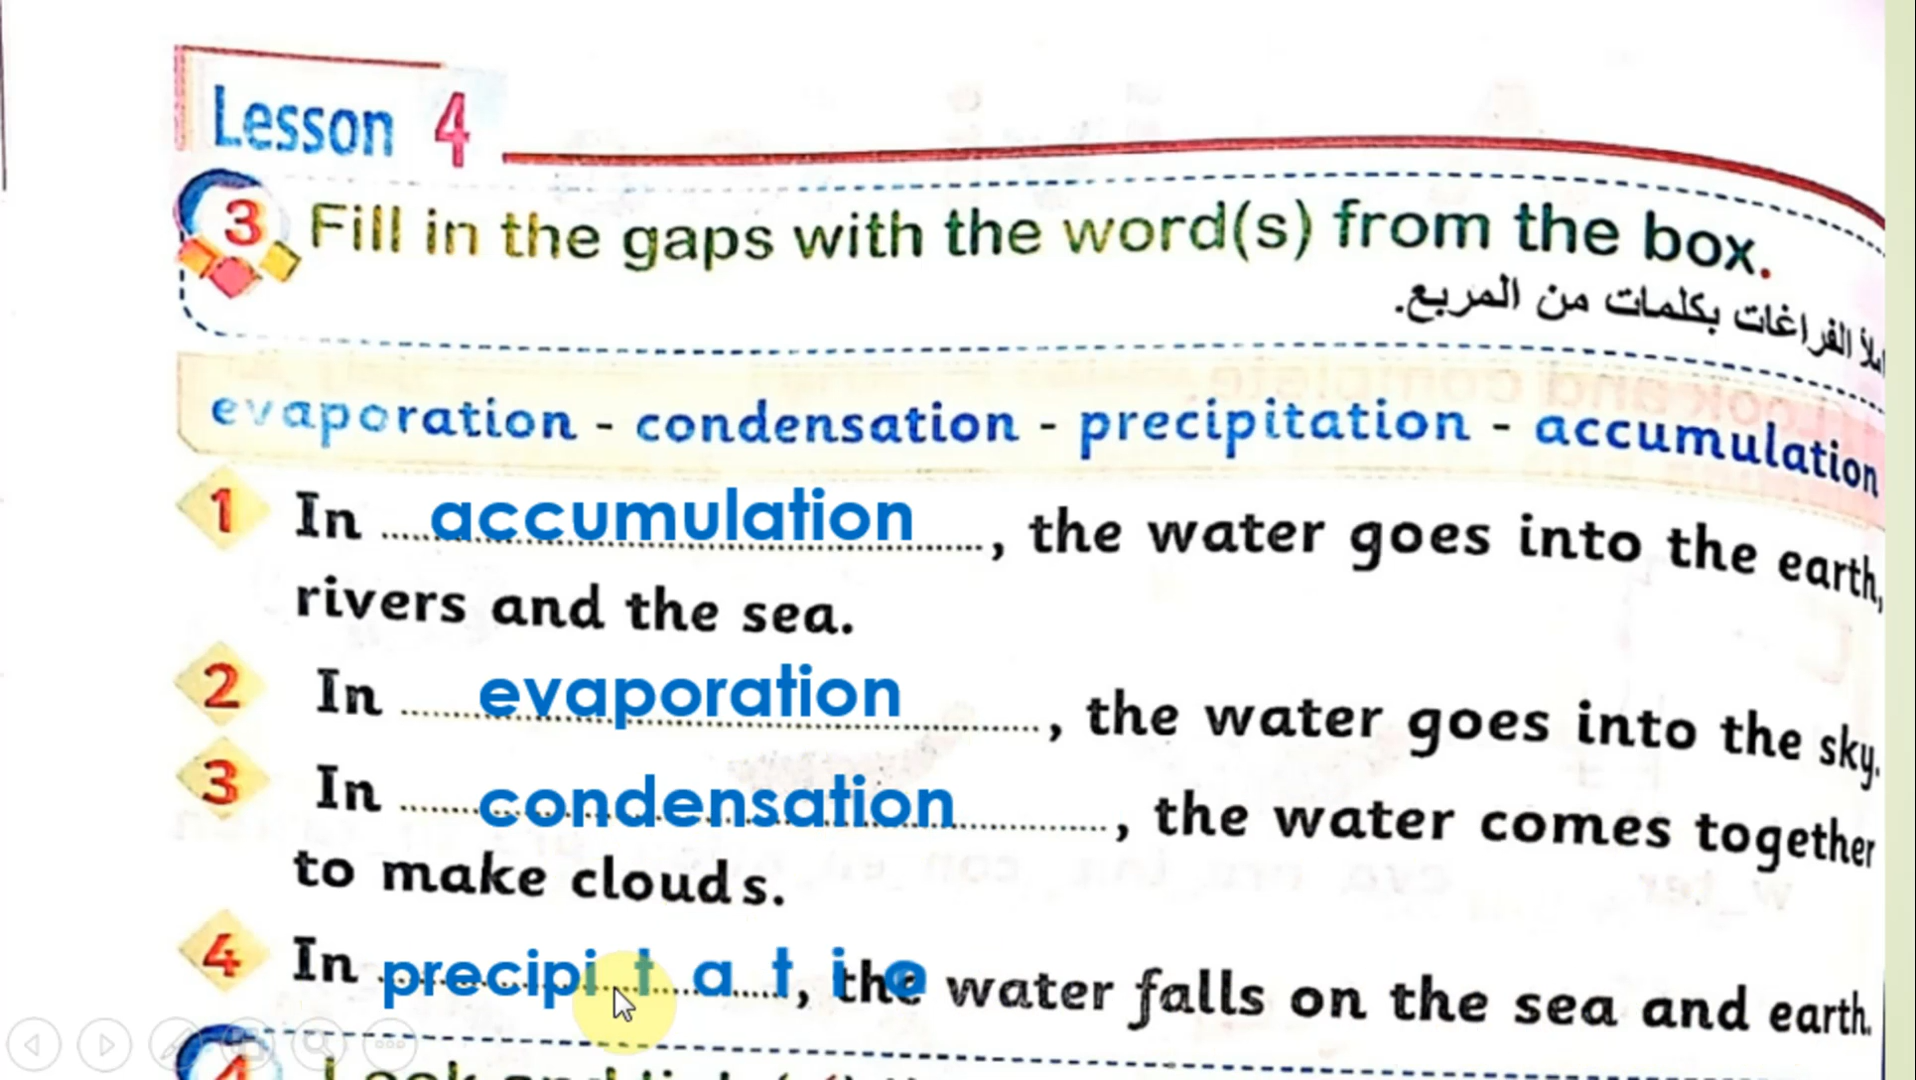 Lesson 4
3 Fill in the gaps with the word(s) from the box.
الفراغات بكلمات من المربع.
evaporation - condensation - precipitation - accumulation
1 In accumulation, the water goes into the earth,
rivers and the sea.
2 In evaporation, the water goes into the sky.
3 In condensation, the water comes together
to make clouds.
4 In precipi t a t i o, the water falls on the sea and earth.
4